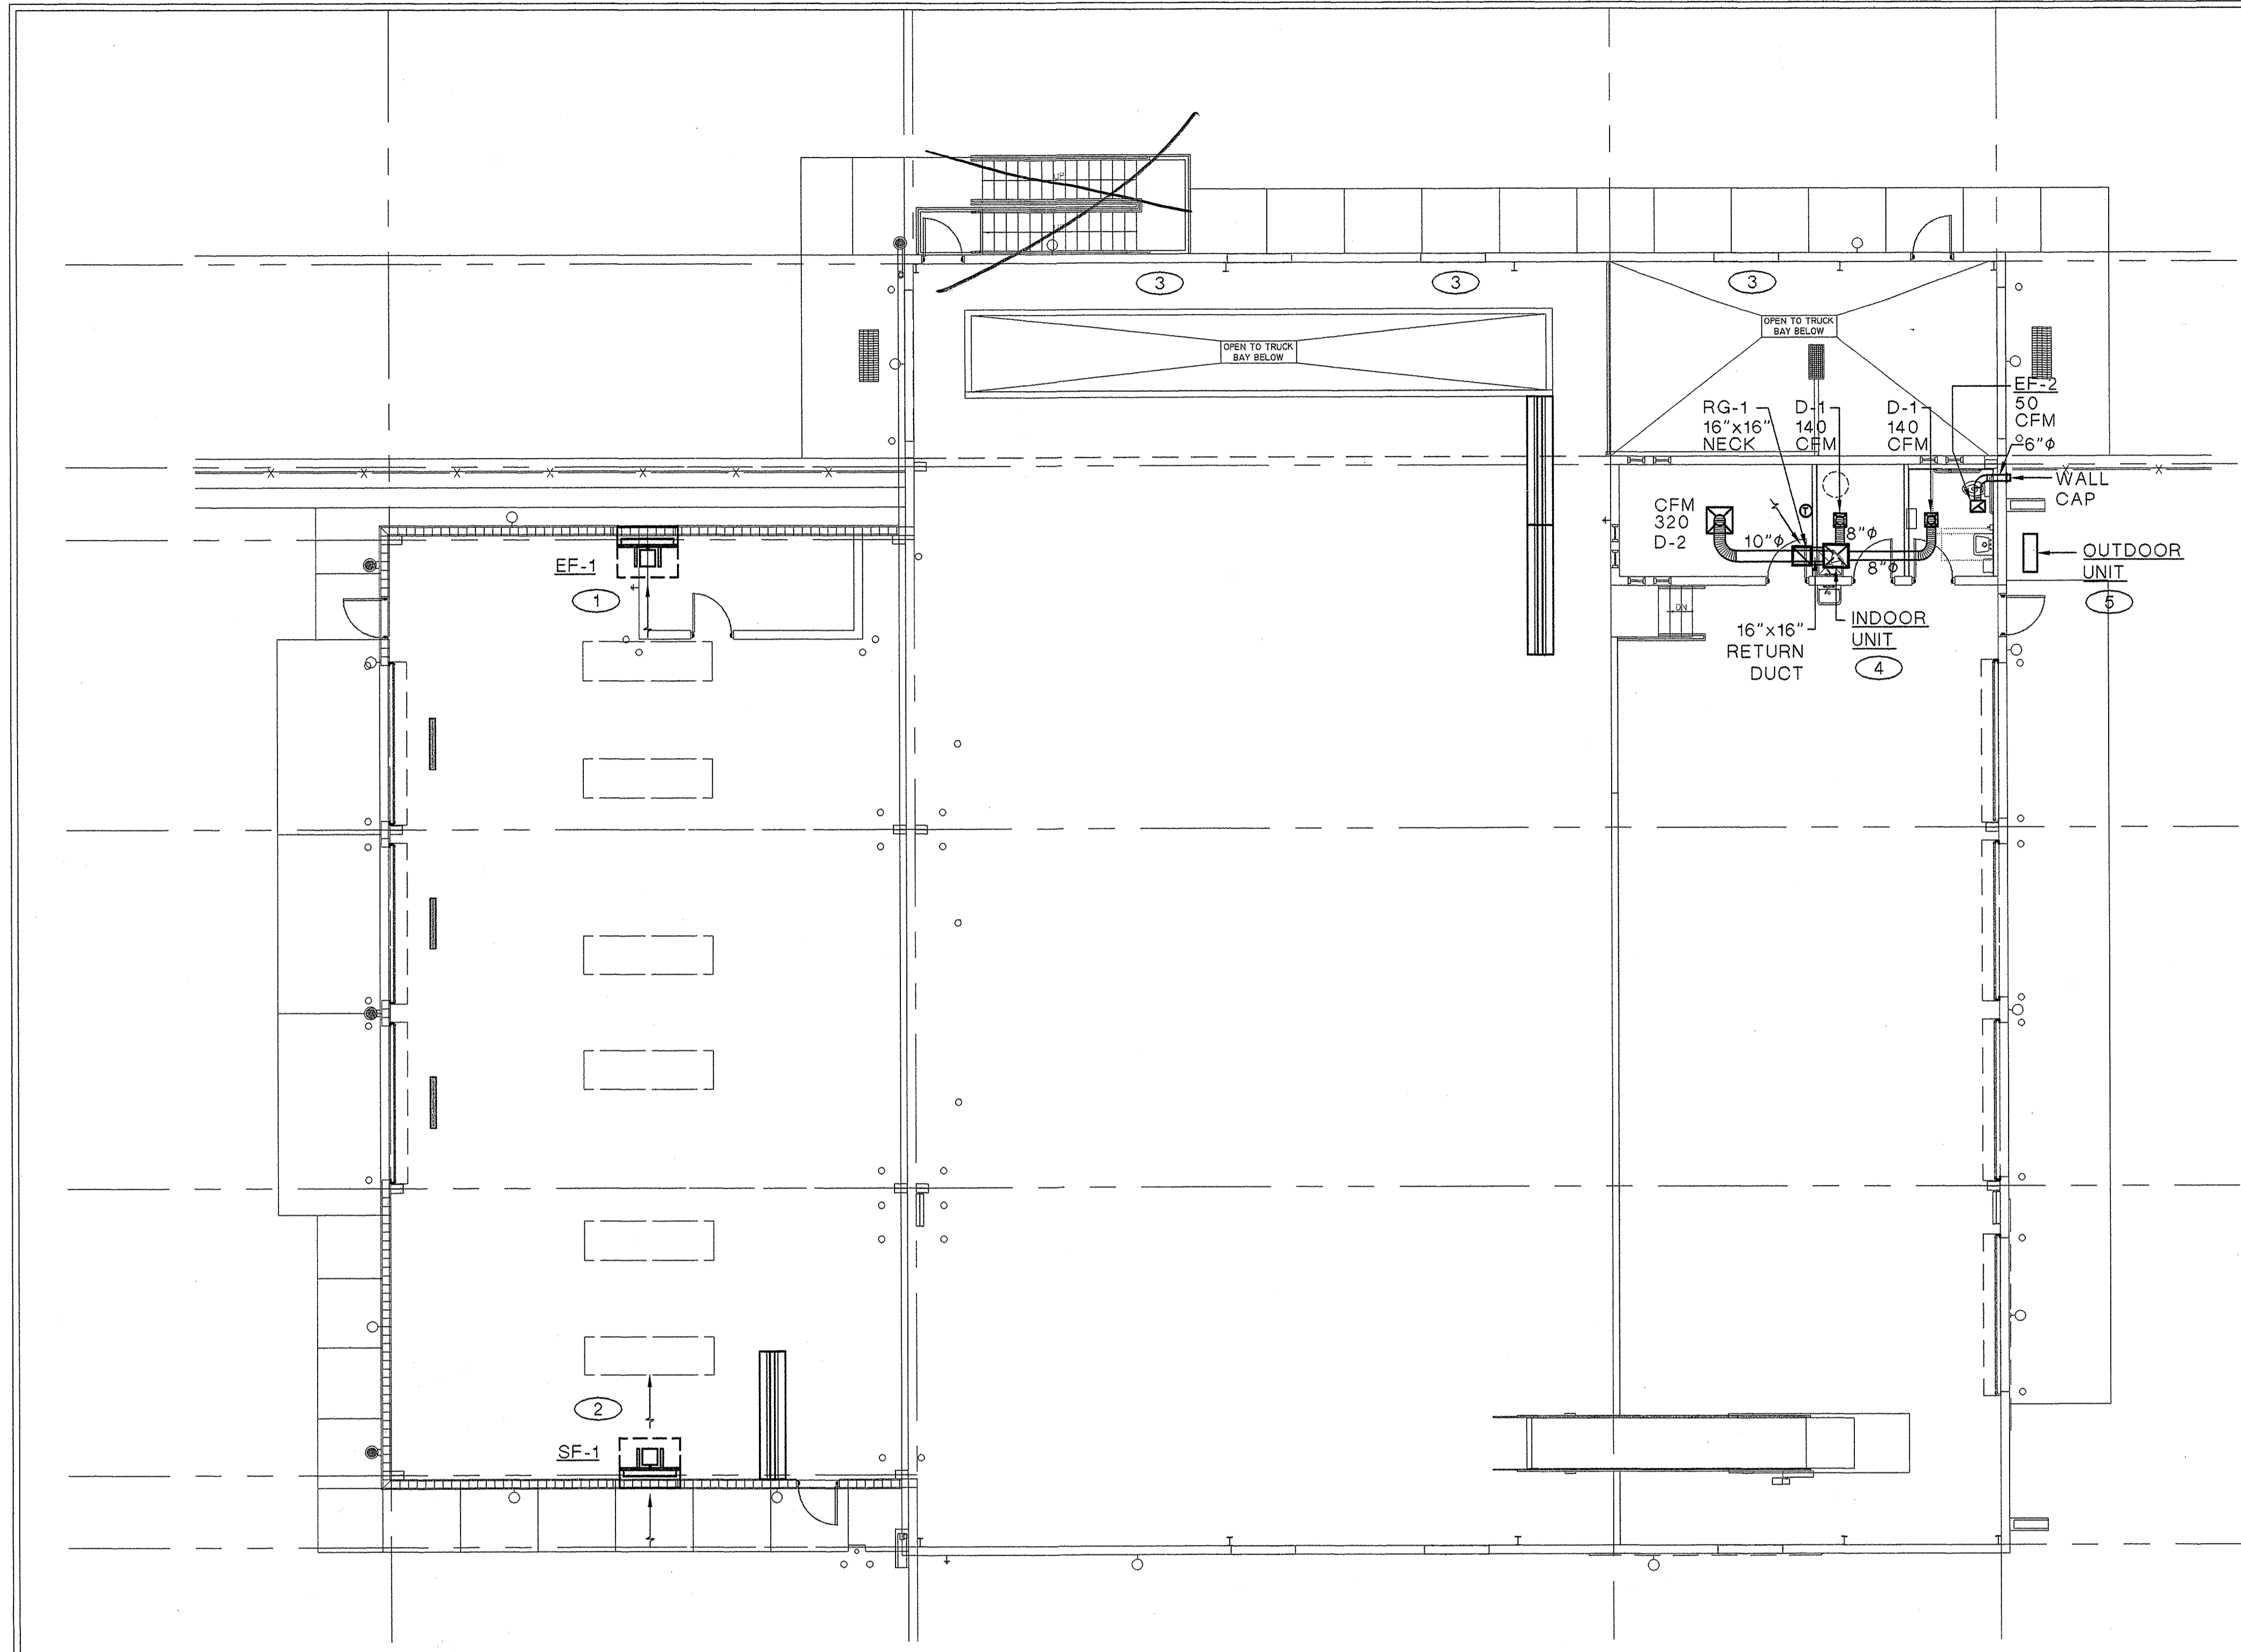 UP
3
3
3
OPEN TO TRUCK
BAY BELOW
OPEN TO TRUCK
BAY BELOW
EF-2
50
CFM
6"ϕ
RG-1
16"x16"
NECK
D-1
140
CFM
D-1
140
CFM
WALL
CAP
CFM
320
D-2
T
10"ϕ
8"ϕ
8"ϕ
OUTDOOR
UNIT
5
EF-1
1
DN
INDOOR
UNIT
4
16"x16"
RETURN
DUCT
2
SF-1